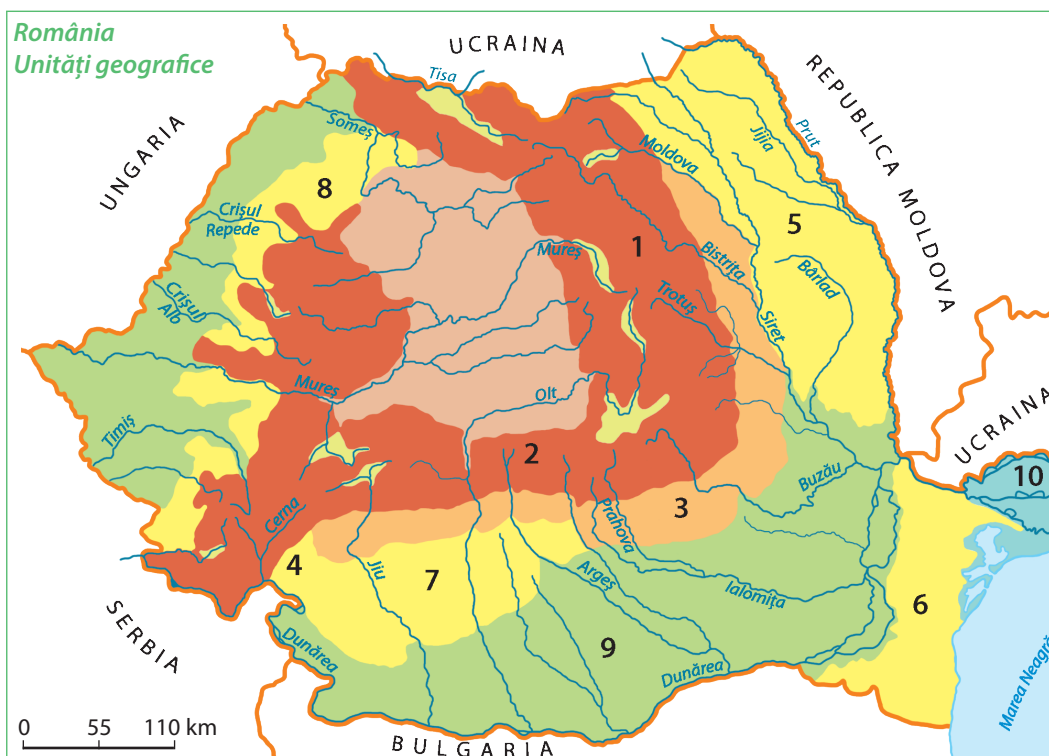 România
Unități geografice
UCRAINA
Tisa
REPUBLICA MOLDOVA
UNGARIA
Someș
Moldova
Jijia
Prut
8
Crișul
Repede
Mureș
1
5
Bistrița
Bârlad
Trotuș
Crișul
Alb
Siret
Mureș
Olt
Timiș
2
UCRAINA
10
Buzău
Cerna
Prahova
3
4
Jiu
7
Argeș
Ialomița
6
SERBIA
Dunărea
9
Dunărea
Marea Neagră
0 55 110 km
BULGARIA